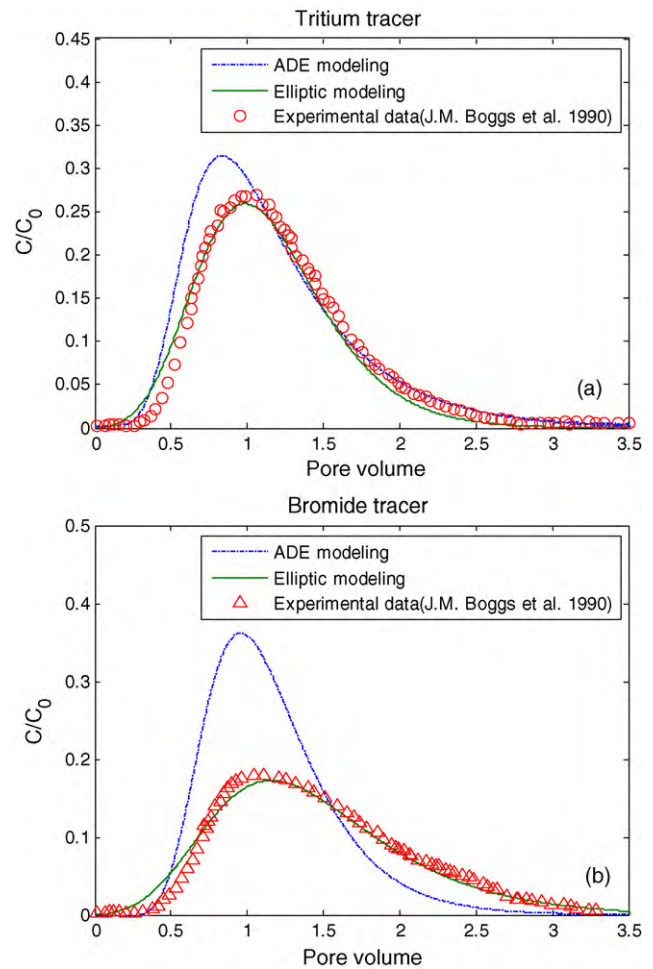 Tritium tracer
0.45
0.4
0.35
0.3
0.25
0.2
0.15
0.1
0.05
0
C/C0
ADE modeling
Elliptic modeling
Experimental data(J.M. Boggs et al. 1990)
(a)
0 0.5 1 1.5 2 2.5 3 3.5
Pore volume
Bromide tracer
0.5
0.4
0.3
0.2
0.1
0
C/C0
ADE modeling
Elliptic modeling
Experimental data(J.M. Boggs et al. 1990)
(b)
0 0.5 1 1.5 2 2.5 3 3.5
Pore volume